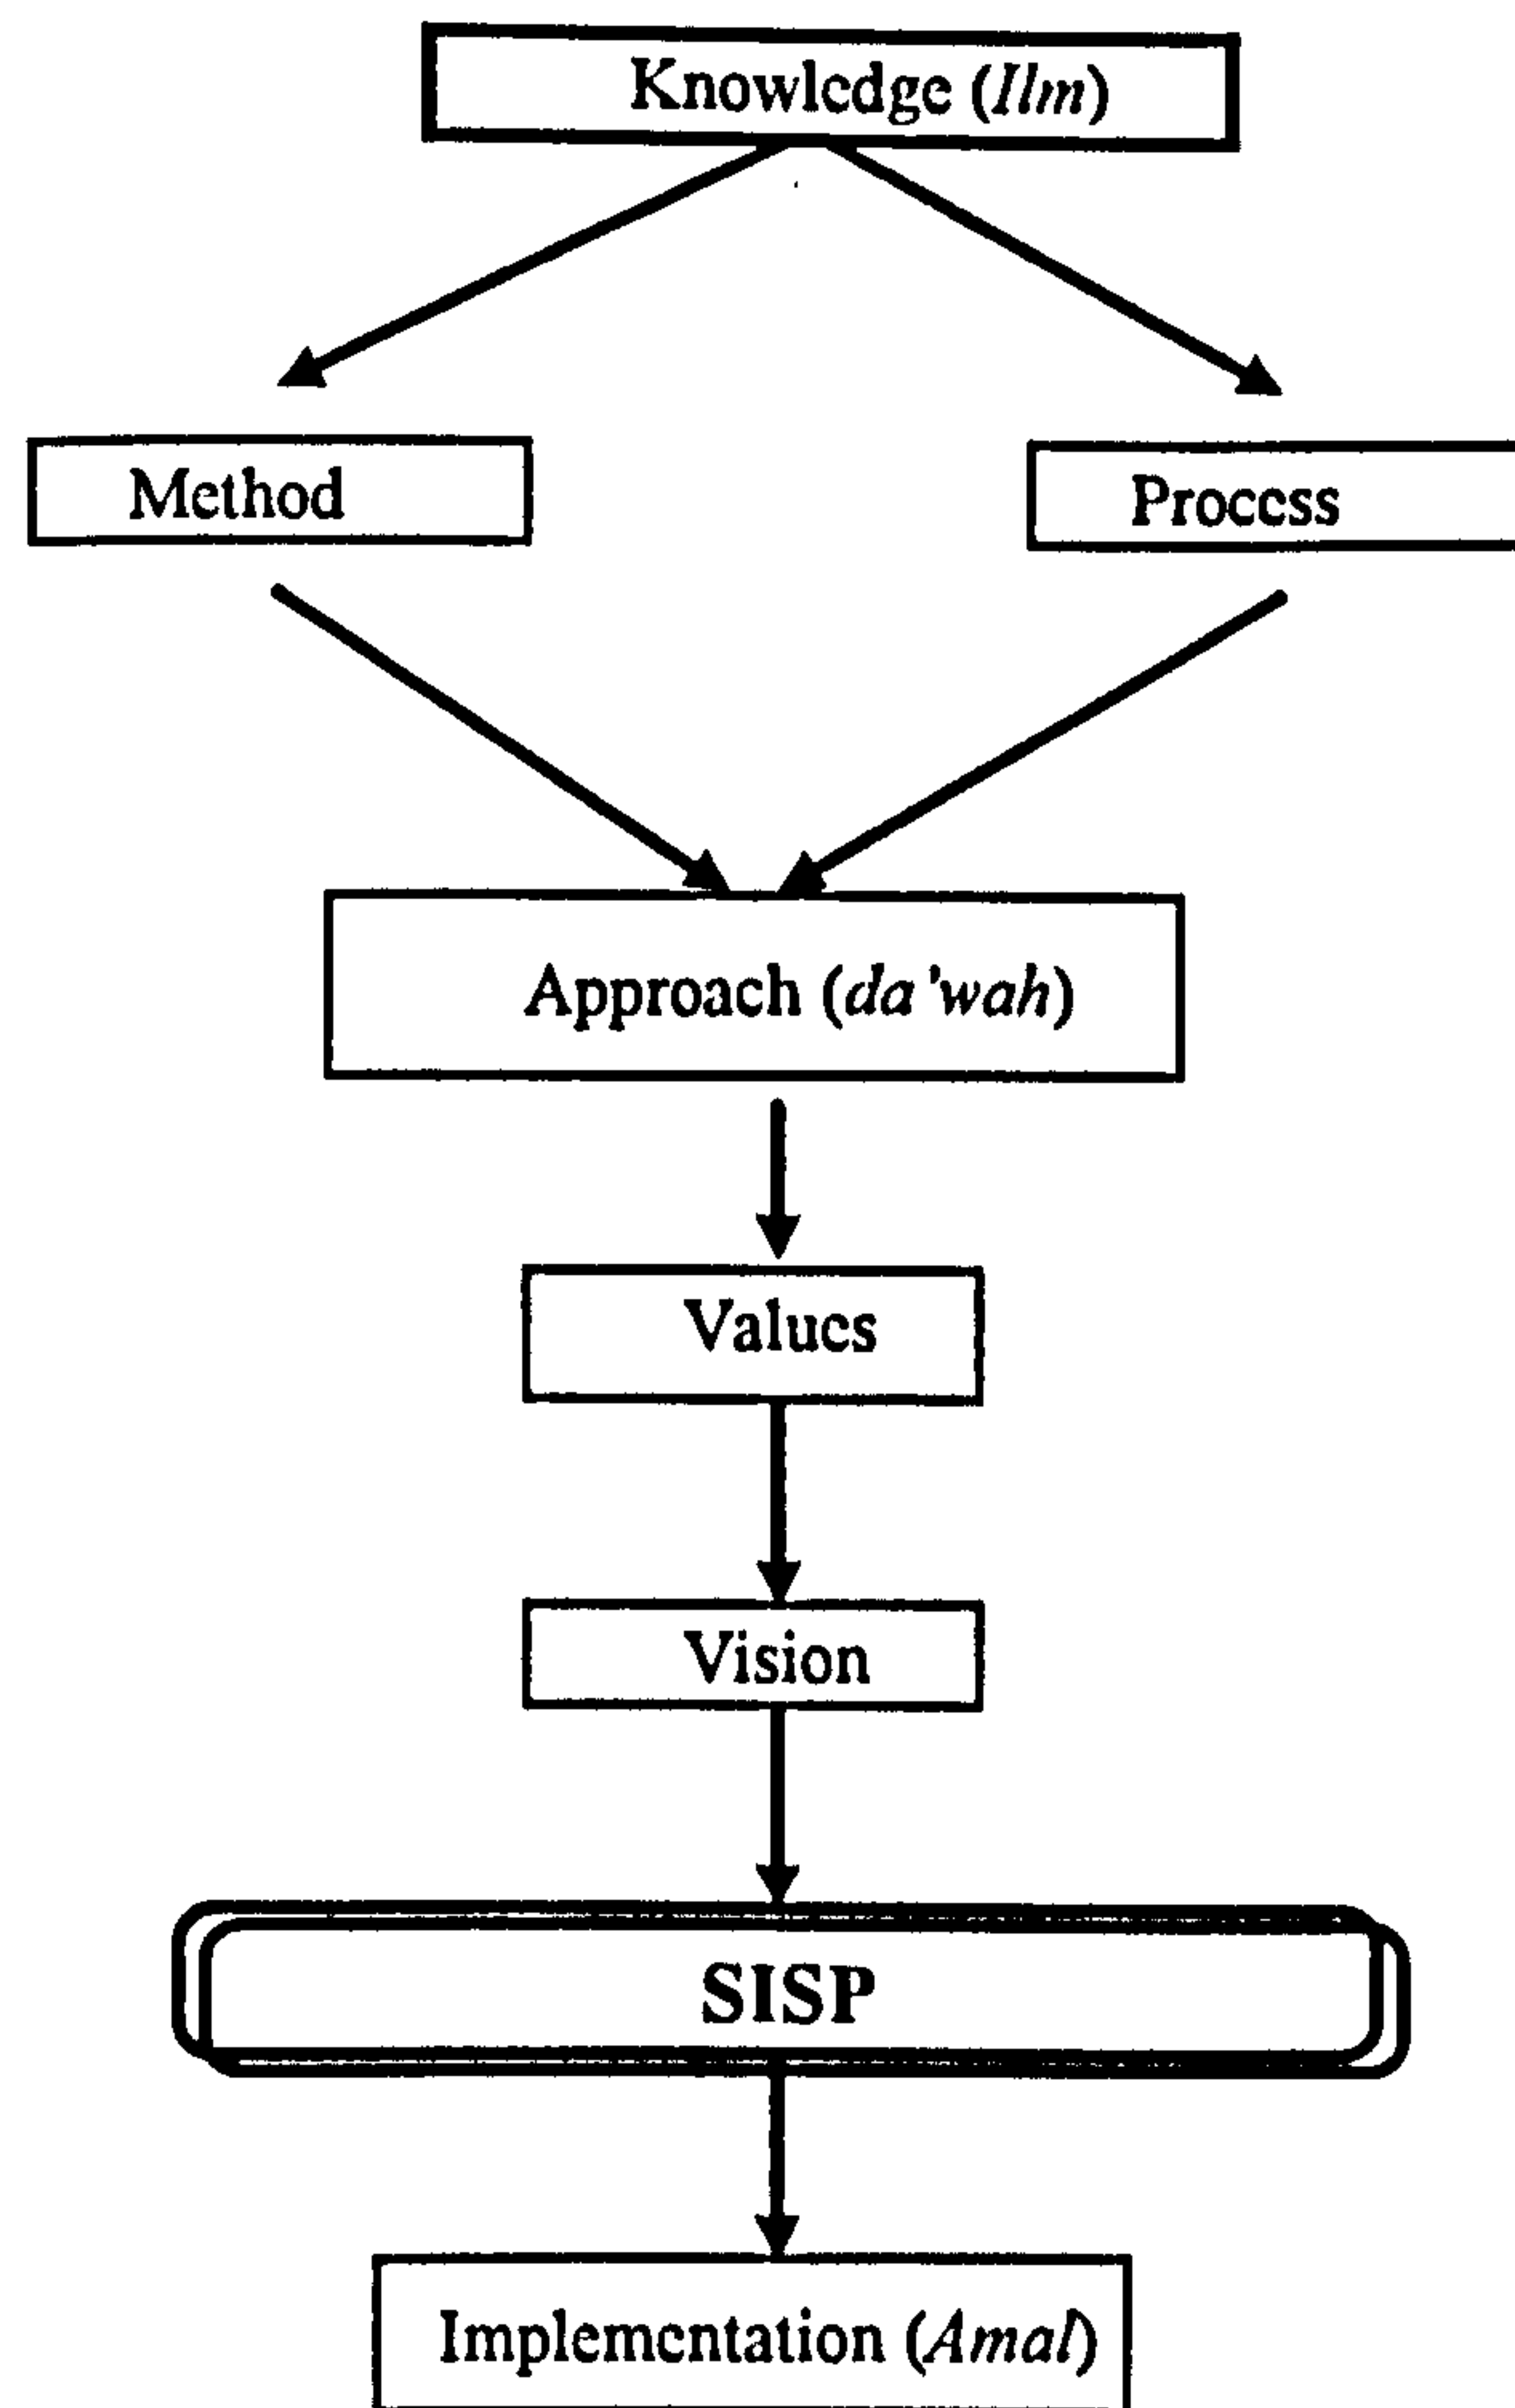 Knowledge (Ilm)
Method
Process
Approach (da'wah)
Values
Vision
SISP
Implementation (Amal)